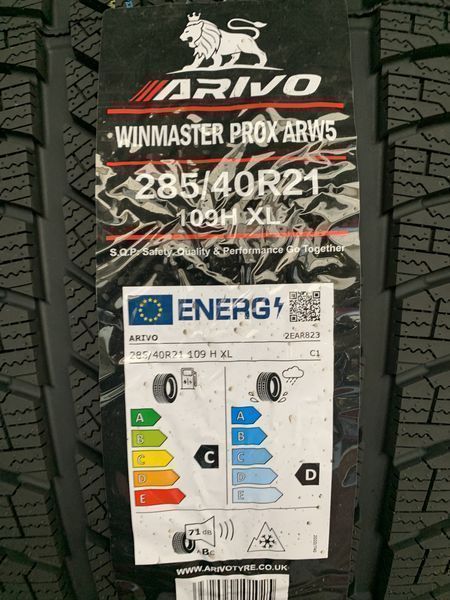 ARIVO
WINMASTER PROX ARW5
285/40R21
109H XL
S.Q.P. Safety, Quality & Performance Go Together
ENERG
ARIVO 2EAR823
285/40R21 109 H XL C1
A A
B B
C C C
D D D
E E
71 dB
ABC
WWW.ARIVOTYRE.CO.UK